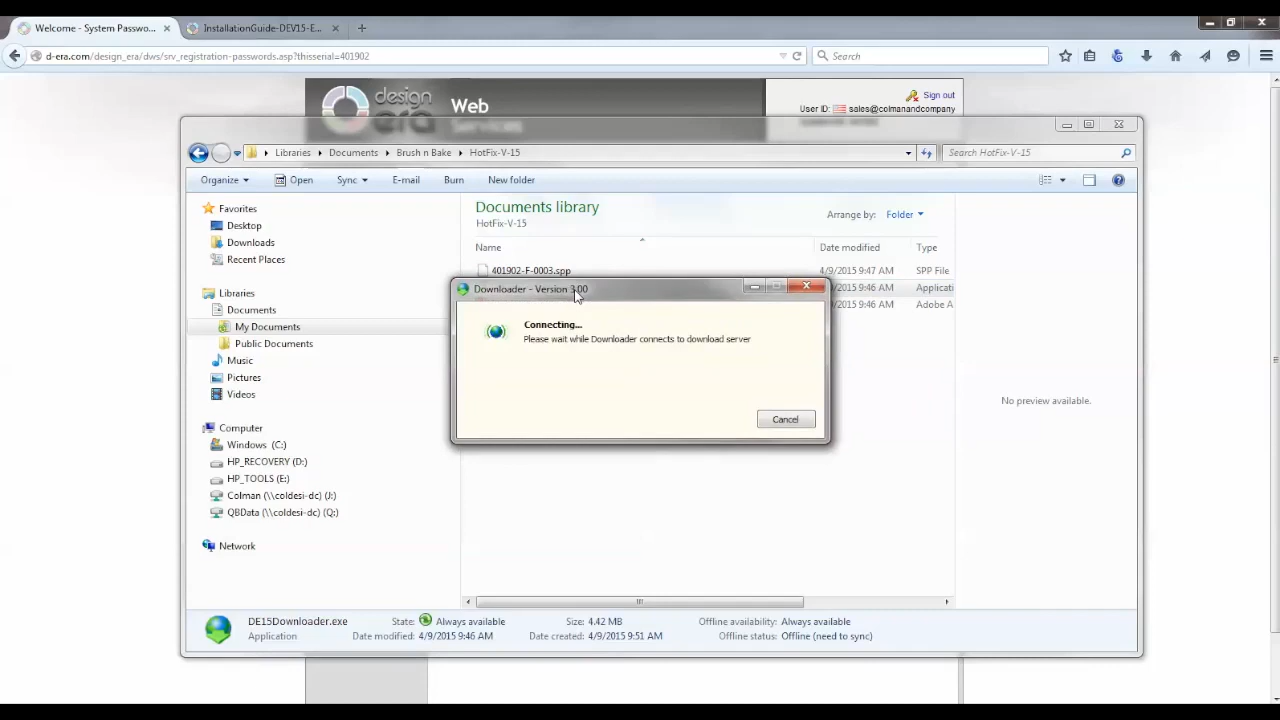 Welcome - System Passwo...
InstallationGuide-DEV15-E...
d-era.com/design_era/dws/srv_registration-passwords.asp?thisserial=401902
Search
design
era
Web
Services
Sign out
User ID: sales@colmanandcompany
Libraries
Documents
Brush n Bake
HotFix-V-15
Search HotFix-V-15
Organize
Open
Sync
E-mail
Burn
New folder
Favorites
Desktop
Downloads
Recent Places
Libraries
Documents
My Documents
Public Documents
Music
Pictures
Videos
Computer
Windows (C:)
HP_RECOVERY (D:)
HP_TOOLS (E:)
Colman (\\coldesi-dc) (J:)
QBData (\\coldesi-dc) (Q:)
Network
Documents library
HotFix-V-15
Arrange by: Folder
Name
Date modified
Type
401902-F-0003.spp
4/9/2015 9:47 AM
SPP File
9/2015 9:46 AM
Applicati
9/2015 9:46 AM
Adobe A
Downloader - Version 3.00
Connecting...
Please wait while Downloader connects to download server
Cancel
No preview available.
DE15Downloader.exe
Application
State: Always available
Date modified: 4/9/2015 9:46 AM
Size: 4.42 MB
Date created: 4/9/2015 9:51 AM
Offline availability: Always available
Offline status: Offline (need to sync)